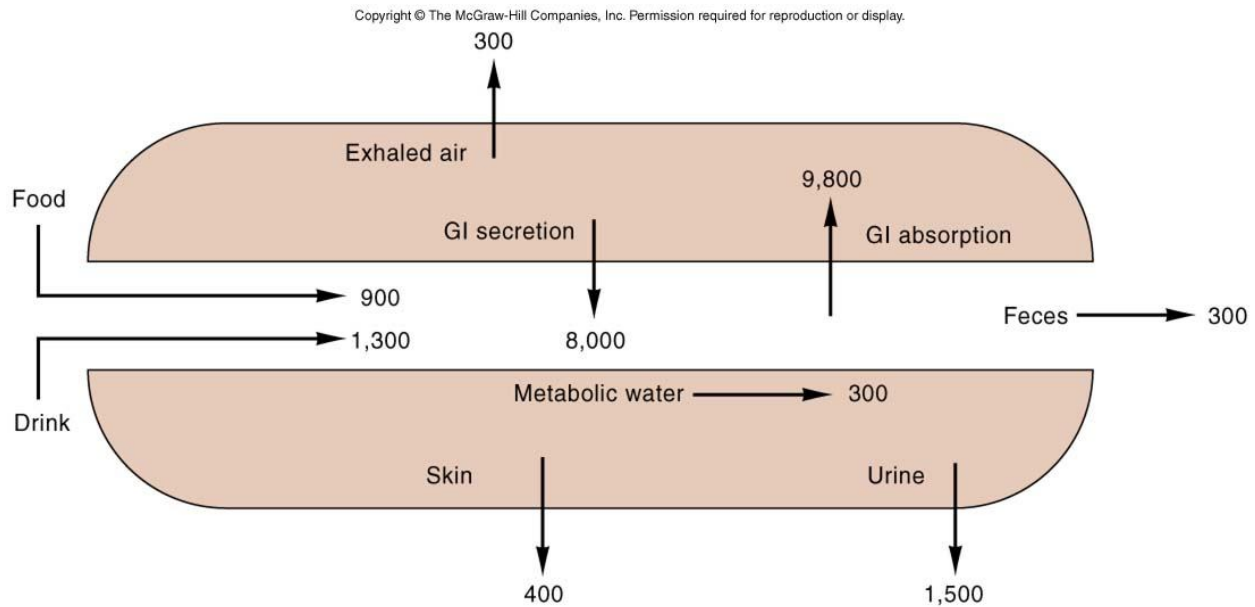 Copyright © The McGraw-Hill Companies, Inc. Permission required for reproduction or display.
300
Exhaled air
Food
9,800
GI secretion
GI absorption
900
Feces
300
1,300
8,000
Metabolic water
300
Drink
Skin
Urine
400
1,500